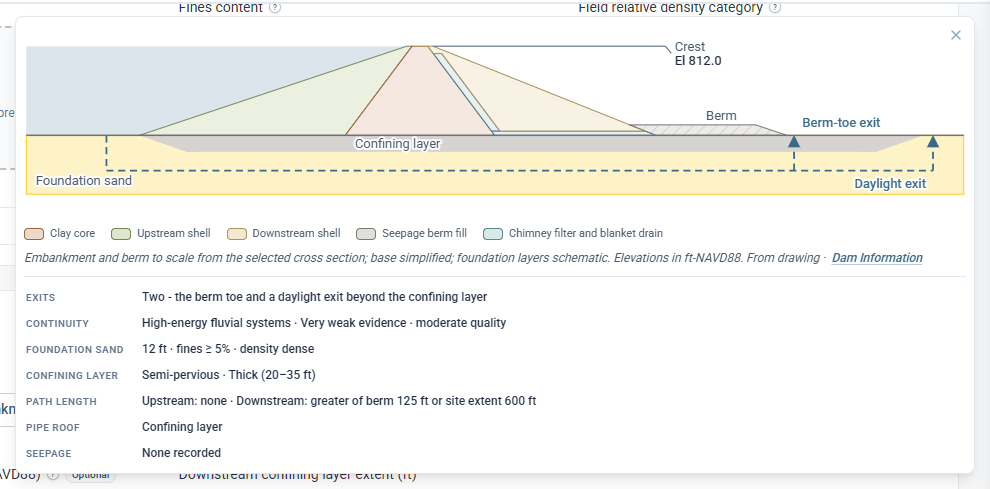 Fines content ?
Field relative density category ?
Crest
El 812.0
Berm
Berm-toe exit
Confining layer
Foundation sand
Daylight exit
Clay core
Upstream shell
Downstream shell
Seepage berm fill
Chimney filter and blanket drain
Embankment and berm to scale from the selected cross section; base simplified; foundation layers schematic. Elevations in ft-NAVD88. From drawing · Dam Information
EXITS Two - the berm toe and a daylight exit beyond the confining layer
CONTINUITY High-energy fluvial systems · Very weak evidence · moderate quality
FOUNDATION SAND 12 ft · fines ≥ 5% · density dense
CONFINING LAYER Semi-pervious · Thick (20–35 ft)
PATH LENGTH Upstream: none · Downstream: greater of berm 125 ft or site extent 600 ft
PIPE ROOF Confining layer
SEEPAGE None recorded
Optional
Downstream confining layer extent (ft)